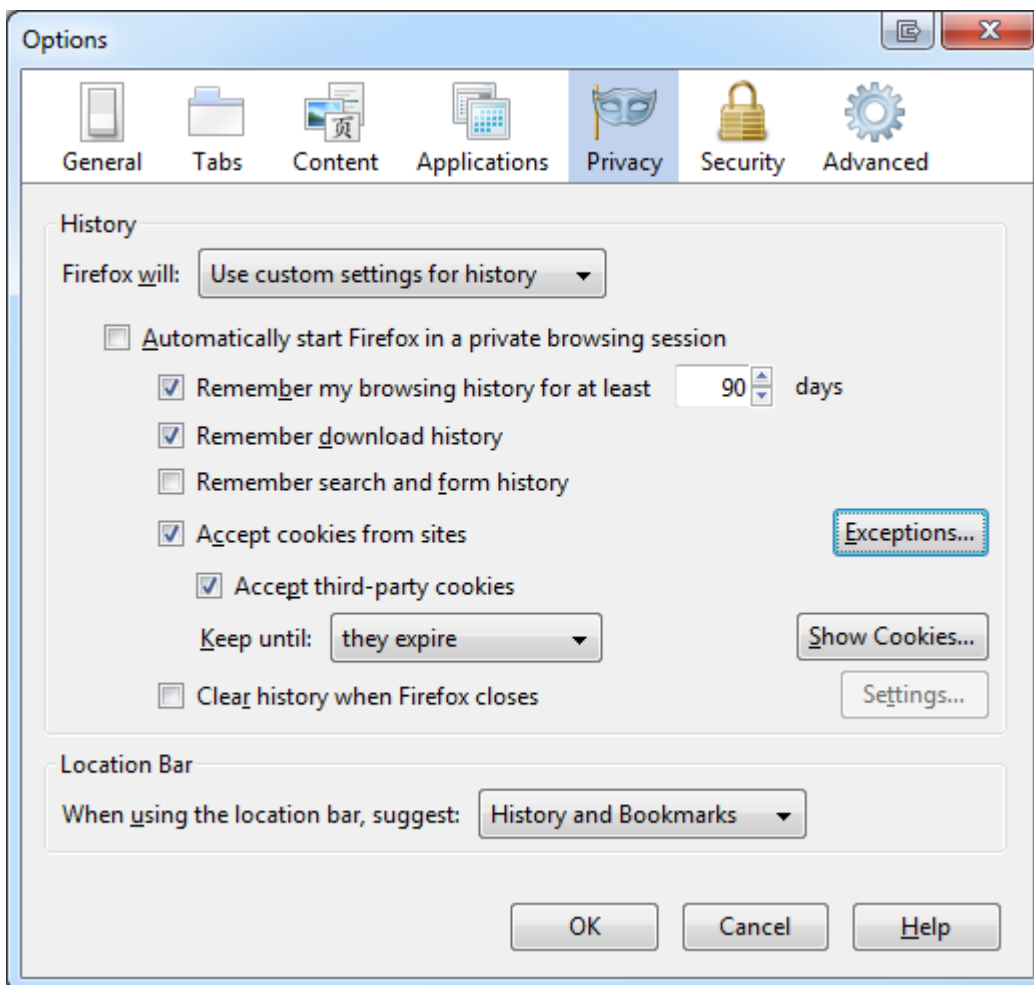 Options
General Tabs Content Applications Privacy Security Advanced
页
History
Firefox will: Use custom settings for history
Automatically start Firefox in a private browsing session
Remember my browsing history for at least 90 days
Remember download history
Remember search and form history
Accept cookies from sites Exceptions...
Accept third-party cookies
Keep until: they expire Show Cookies...
Clear history when Firefox closes Settings...
Location Bar
When using the location bar, suggest: History and Bookmarks
OK Cancel Help